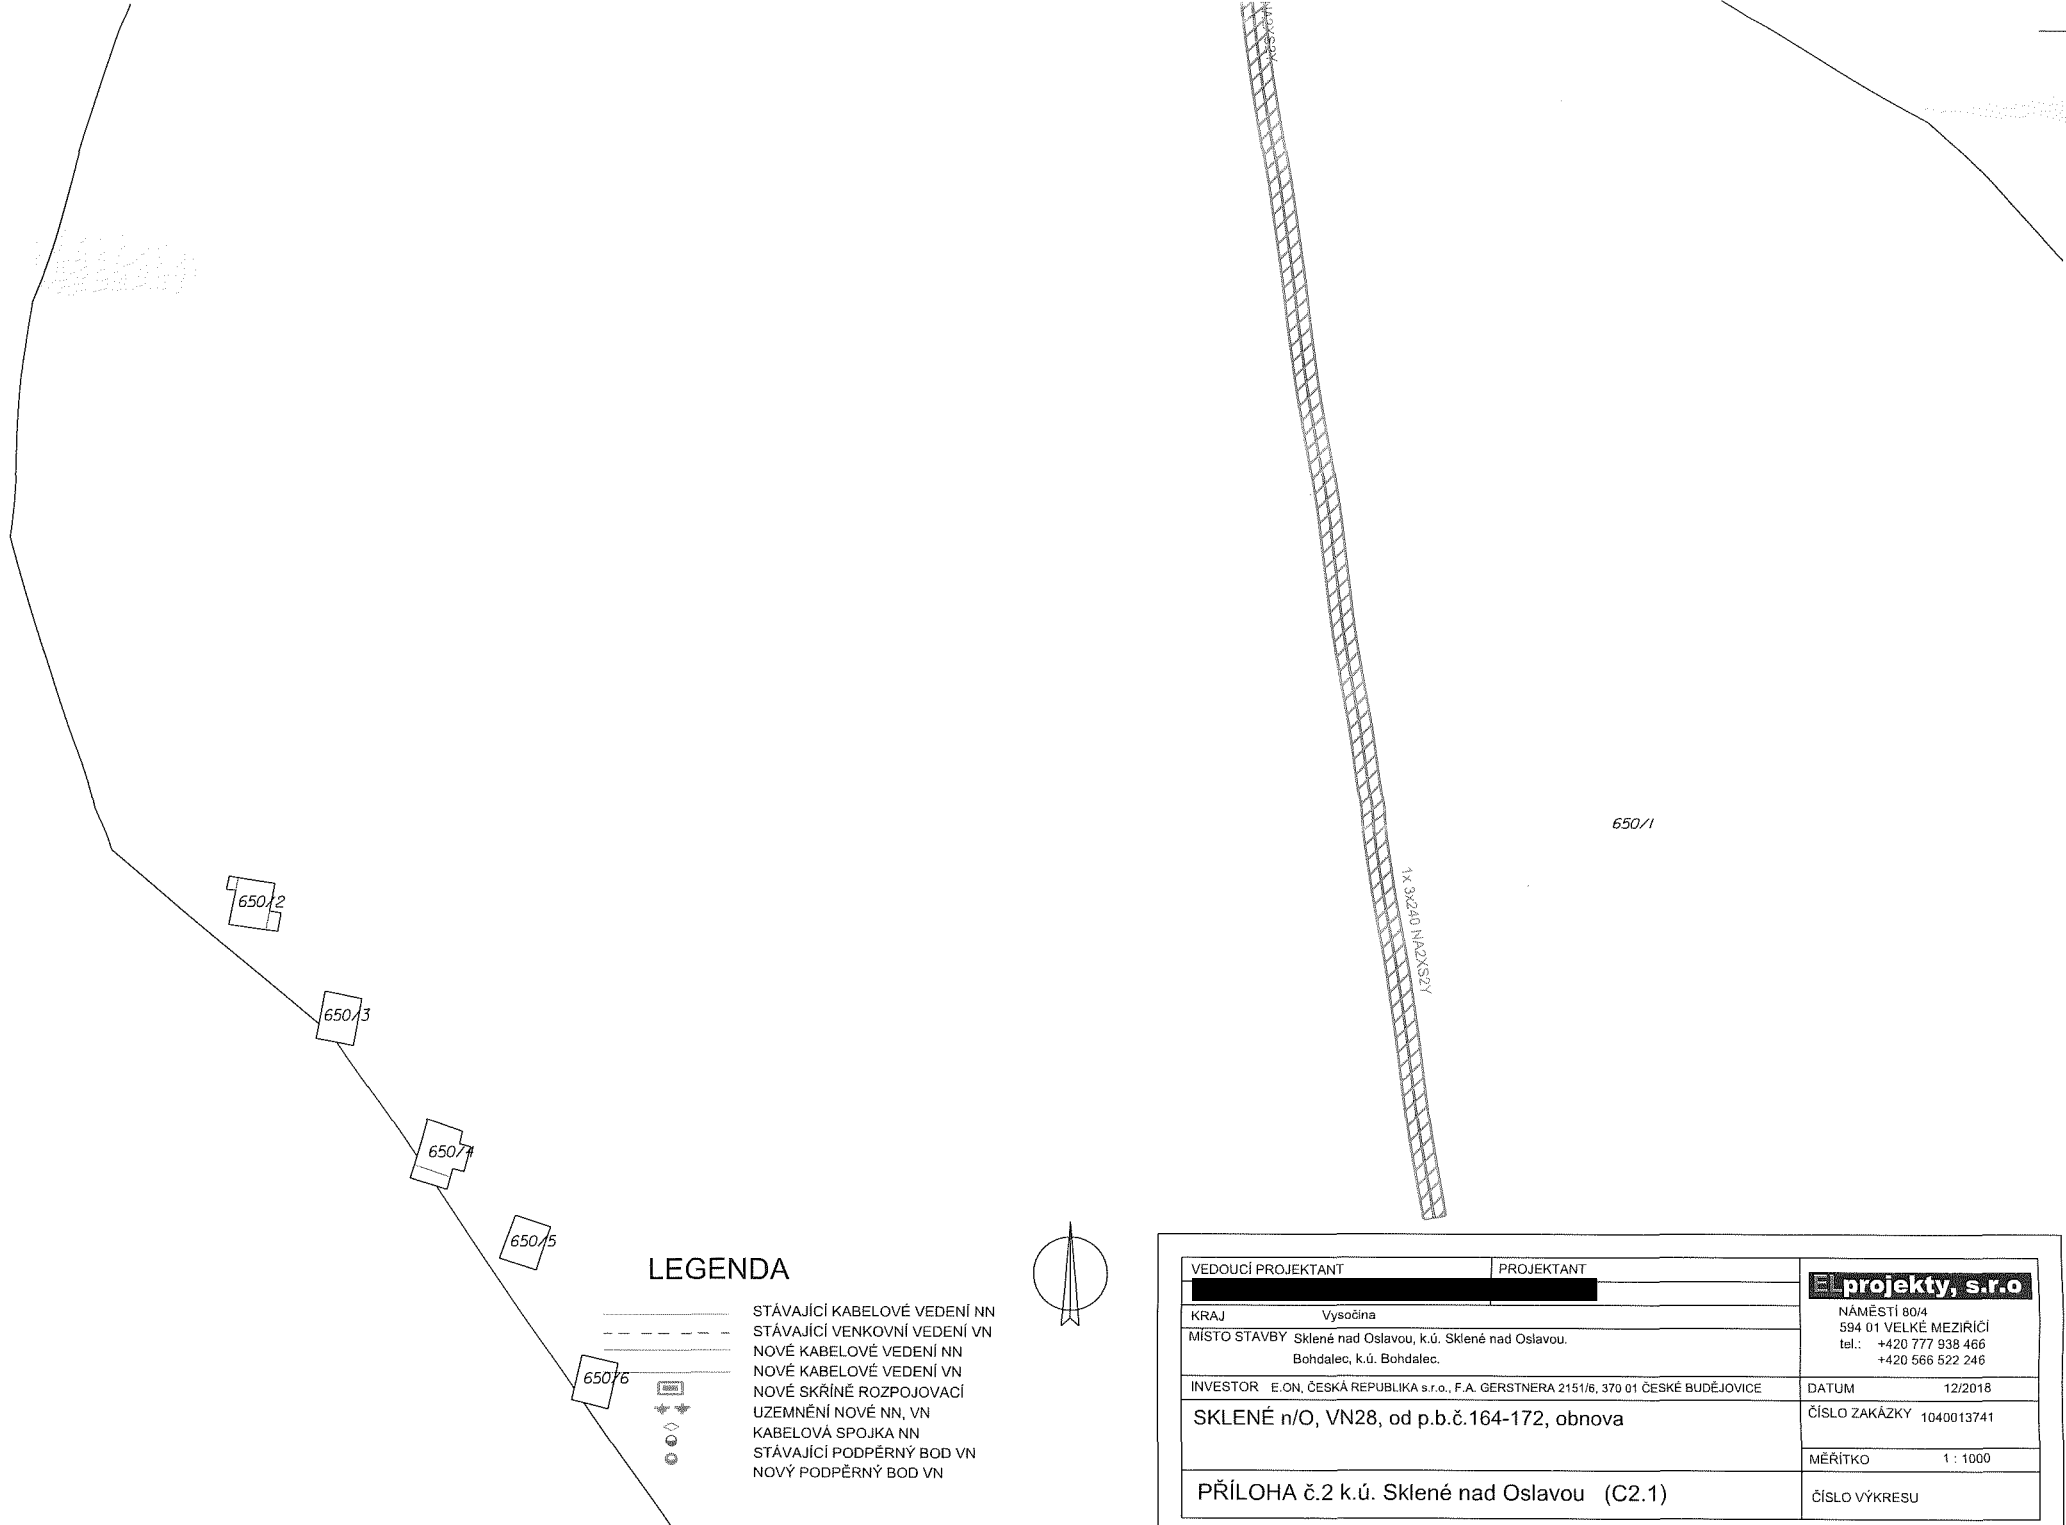 NA2XS2Y
650/1
1x 3x240 NA2XS2Y
650/2
650/3
650/4
650/5
650/6
LEGENDA
STÁVAJÍCÍ KABELOVÉ VEDENÍ NN
STÁVAJÍCÍ VENKOVNÍ VEDENÍ VN
NOVÉ KABELOVÉ VEDENÍ NN
NOVÉ KABELOVÉ VEDENÍ VN
NOVÉ SKŘÍNĚ ROZPOJOVACÍ
UZEMNĚNÍ NOVÉ NN, VN
KABELOVÁ SPOJKA NN
STÁVAJÍCÍ PODPĚRNÝ BOD VN
NOVÝ PODPĚRNÝ BOD VN
VEDOUCÍ PROJEKTANT
PROJEKTANT
KRAJ Vysočina
MÍSTO STAVBY Sklené nad Oslavou, k.ú. Sklené nad Oslavou.
Bohdalec, k.ú. Bohdalec.
INVESTOR E.ON, ČESKÁ REPUBLIKA s.r.o., F.A. GERSTNERA 2151/6, 370 01 ČESKÉ BUDĚJOVICE
SKLENÉ n/O, VN28, od p.b.č.164-172, obnova
PŘÍLOHA č.2 k.ú. Sklené nad Oslavou (C2.1)
ELprojekty, s.r.o
NÁMĚSTÍ 80/4
594 01 VELKÉ MEZIŘÍČÍ
tel.: +420 777 938 466
+420 566 522 246
DATUM 12/2018
ČÍSLO ZAKÁZKY 1040013741
MĚŘÍTKO 1 : 1000
ČÍSLO VÝKRESU